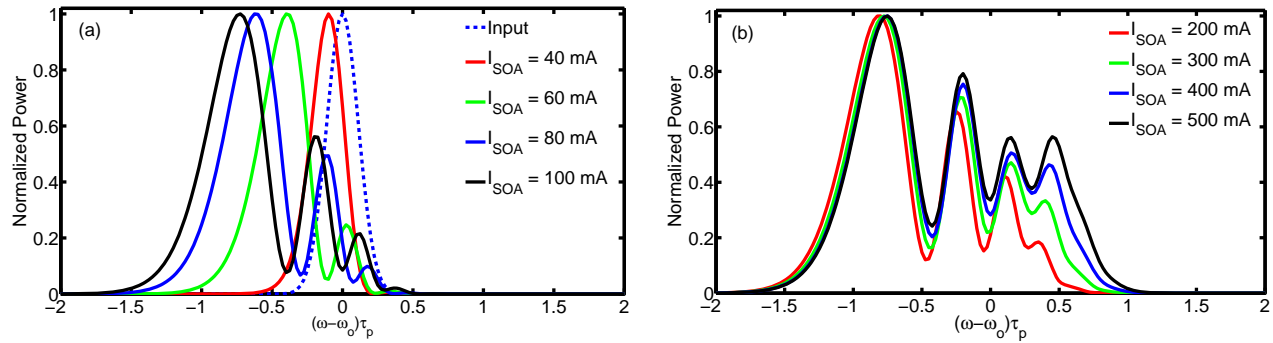 (a)
Input
I_SOA = 40 mA
I_SOA = 60 mA
I_SOA = 80 mA
I_SOA = 100 mA
Normalized Power
1
0.8
0.6
0.4
0.2
0
−2 −1.5 −1 −0.5 0 0.5 1 1.5 2
(ω−ω_o)τ_p
(b)
I_SOA = 200 mA
I_SOA = 300 mA
I_SOA = 400 mA
I_SOA = 500 mA
Normalized Power
1
0.8
0.6
0.4
0.2
0
−2 −1.5 −1 −0.5 0 0.5 1 1.5 2
(ω−ω_o)τ_p